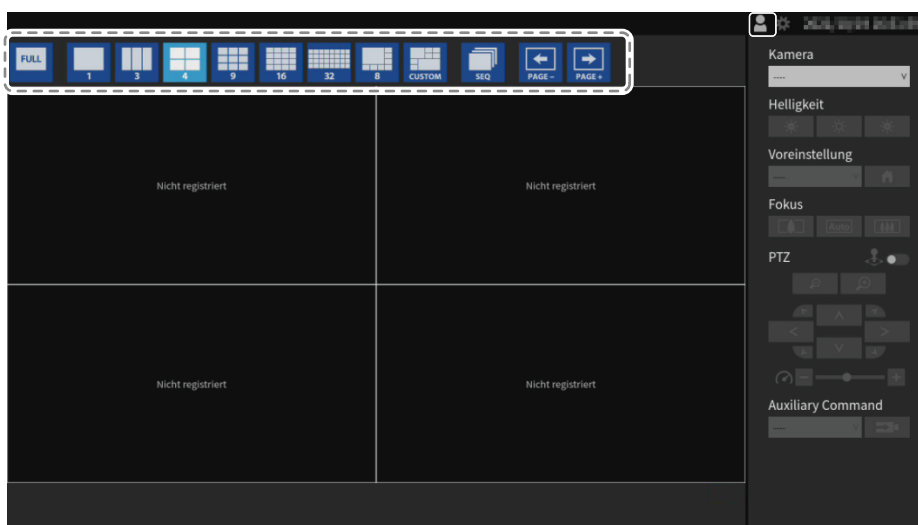 FULL
1
3
4
9
16
32
8
CUSTOM
SEQ
PAGE−
PAGE+
Kamera
----
v
Helligkeit
Voreinstellung
----
Nicht registriert
Nicht registriert
Fokus
Auto
PTZ
Nicht registriert
Nicht registriert
Auxiliary Command
----